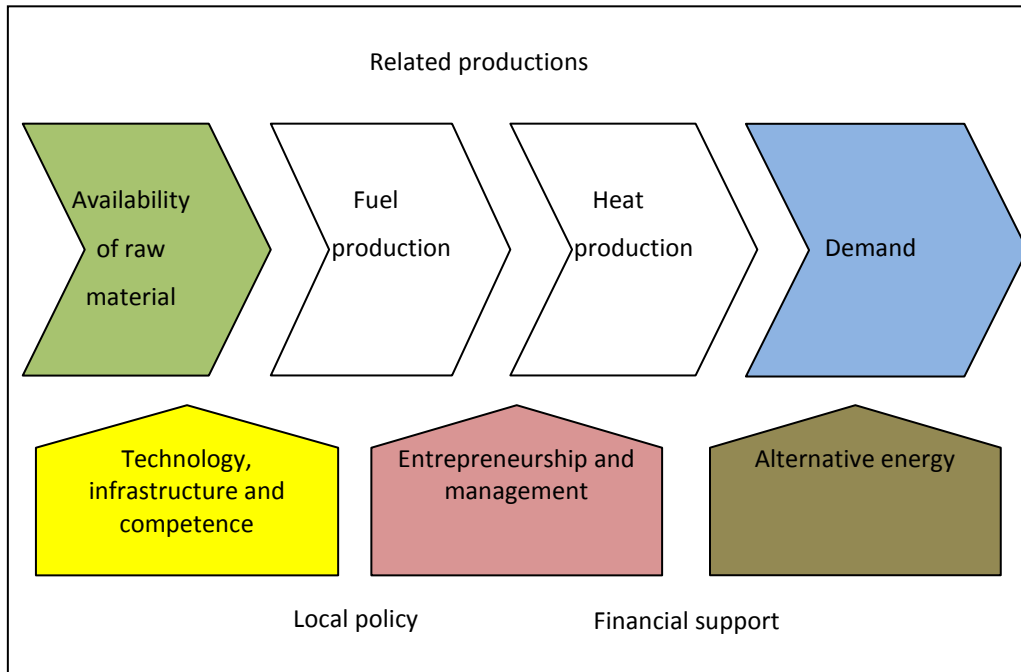 Related productions
Availability
of raw
material
Fuel
production
Heat
production
Demand
Technology,
infrastructure and
competence
Entrepreneurship and
management
Alternative energy
Local policy
Financial support